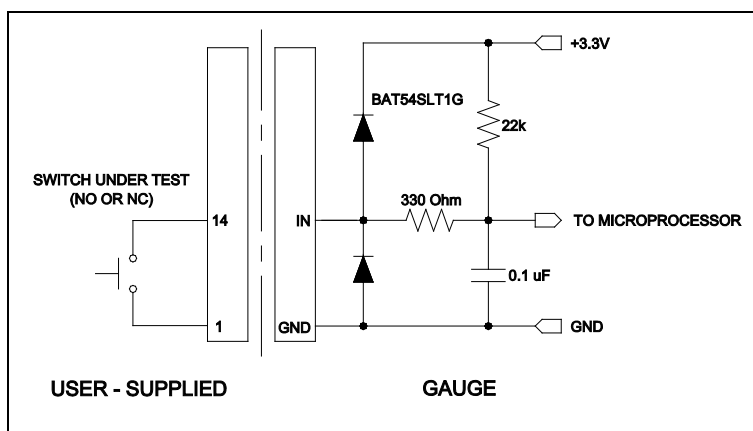 +3.3V
BAT54SLT1G
22k
SWITCH UNDER TEST
(NO OR NC)
330 Ohm
14
IN
TO MICROPROCESSOR
0.1 uF
1
GND
GND
USER - SUPPLIED
GAUGE